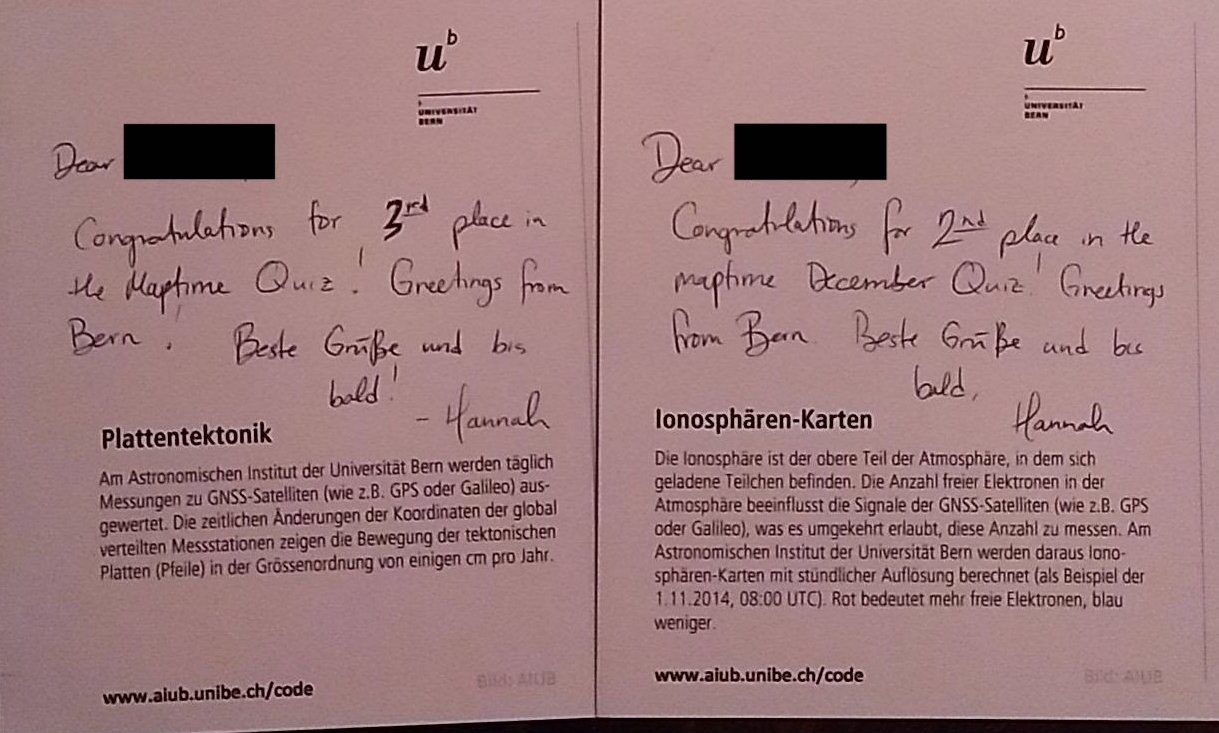 u^b
UNIVERSITÄT
BERN
Dear
Congratulations for 3rd place in
the Maptime Quiz! Greetings from
Bern! Beste Grüße und bis
bald!
- Hannah
Plattentektonik
Am Astronomischen Institut der Universität Bern werden täglich
Messungen zu GNSS-Satelliten (wie z.B. GPS oder Galileo) aus-
gewertet. Die zeitlichen Änderungen der Koordinaten der global
verteilten Messstationen zeigen die Bewegung der tektonischen
Platten (Pfeile) in der Grössenordnung von einigen cm pro Jahr.
www.aiub.unibe.ch/code
Bild: AIUB
u^b
UNIVERSITÄT
BERN
Dear
Congratulations for 2nd place in the
maptime December Quiz! Greetings
from Bern. Beste Grüße und bis
bald,
Hannah
Ionosphären-Karten
Die Ionosphäre ist der obere Teil der Atmosphäre, in dem sich
geladene Teilchen befinden. Die Anzahl freier Elektronen in der
Atmosphäre beeinflusst die Signale der GNSS-Satelliten (wie z.B. GPS
oder Galileo), was es umgekehrt erlaubt, diese Anzahl zu messen. Am
Astronomischen Institut der Universität Bern werden daraus Iono-
sphären-Karten mit stündlicher Auflösung berechnet (als Beispiel der
1.11.2014, 08:00 UTC). Rot bedeutet mehr freie Elektronen, blau
weniger.
www.aiub.unibe.ch/code
Bild: AIUB